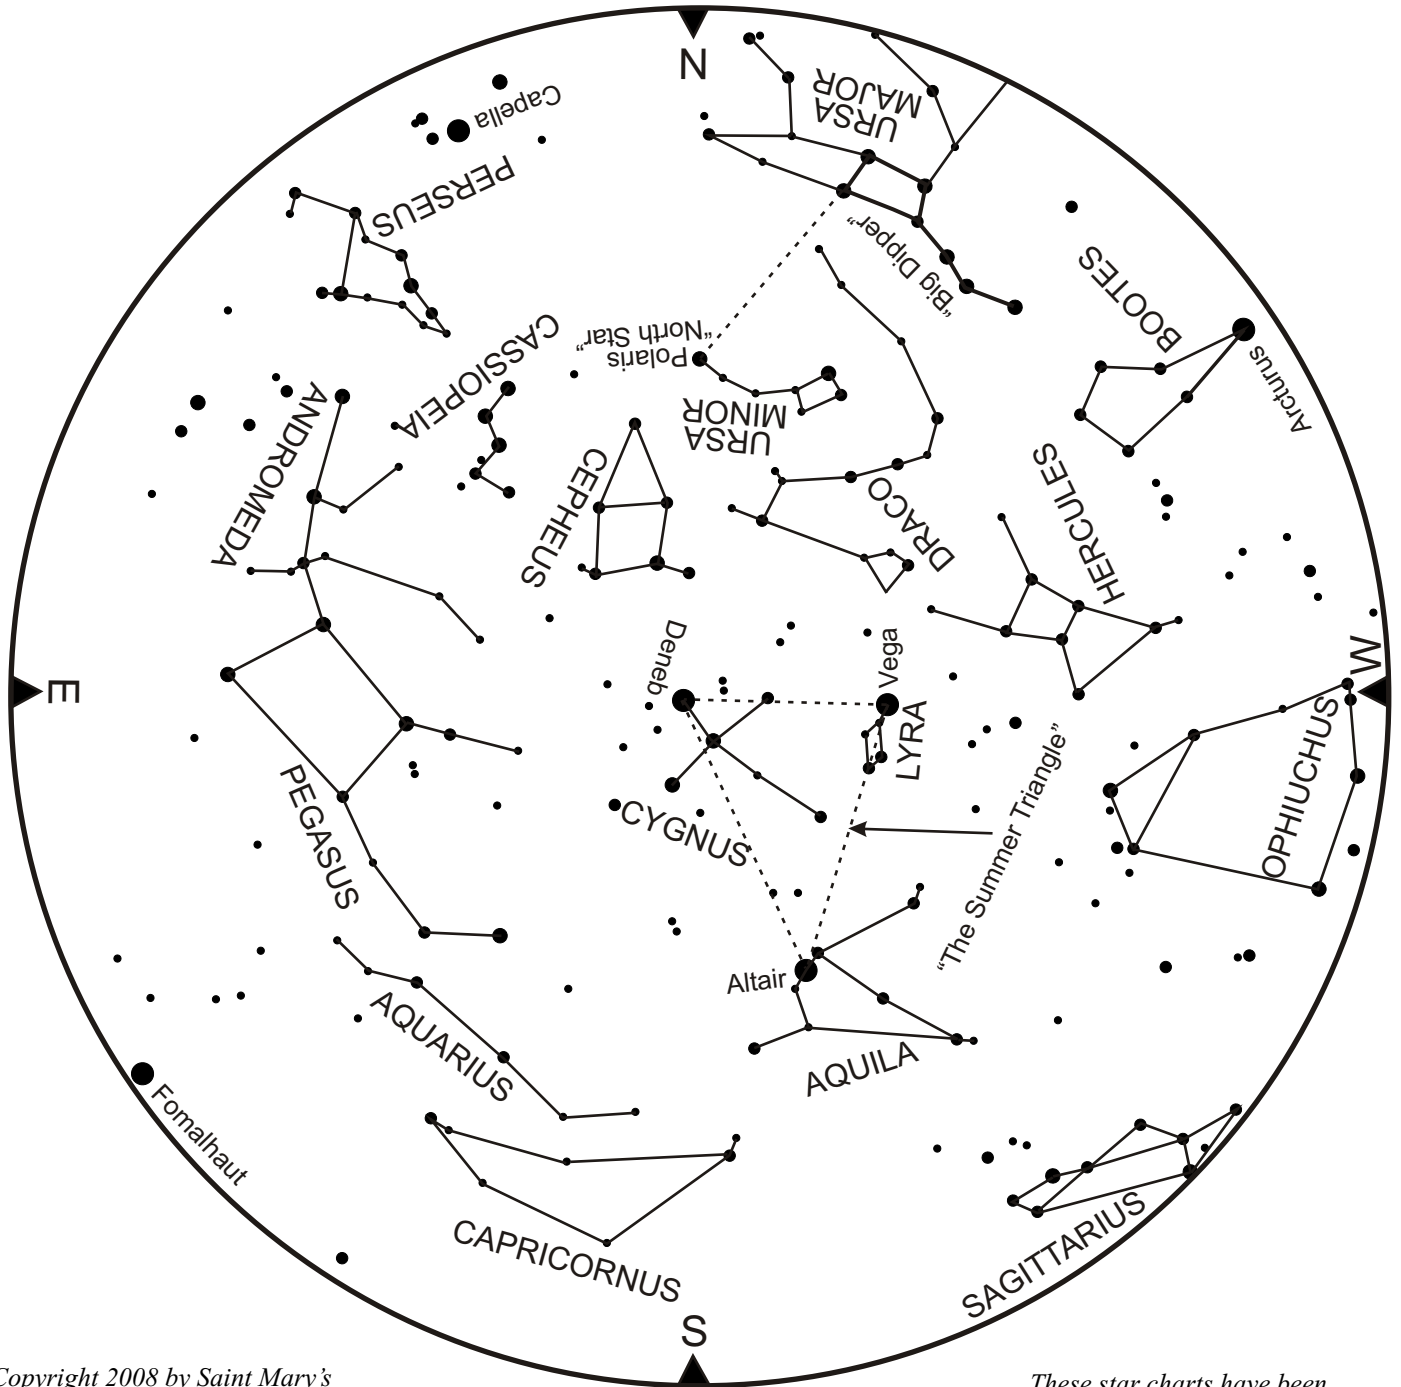 N
Capella
URSA
MAJOR
PERSEUS
"Big Dipper"
BOOTES
Arcturus
CASSIOPEIA
Polaris
"North Star"
URSA
MINOR
ANDROMEDA
CEPHEUS
DRACO
HERCULES
Deneb
Vega
LYRA
W
E
OPHIUCHUS
"The Summer Triangle"
PEGASUS
CYGNUS
Altair
AQUARIUS
AQUILA
Fomalhaut
CAPRICORNUS
SAGITTARIUS
S
Copyright 2008 by Saint Mary's
These star charts have been